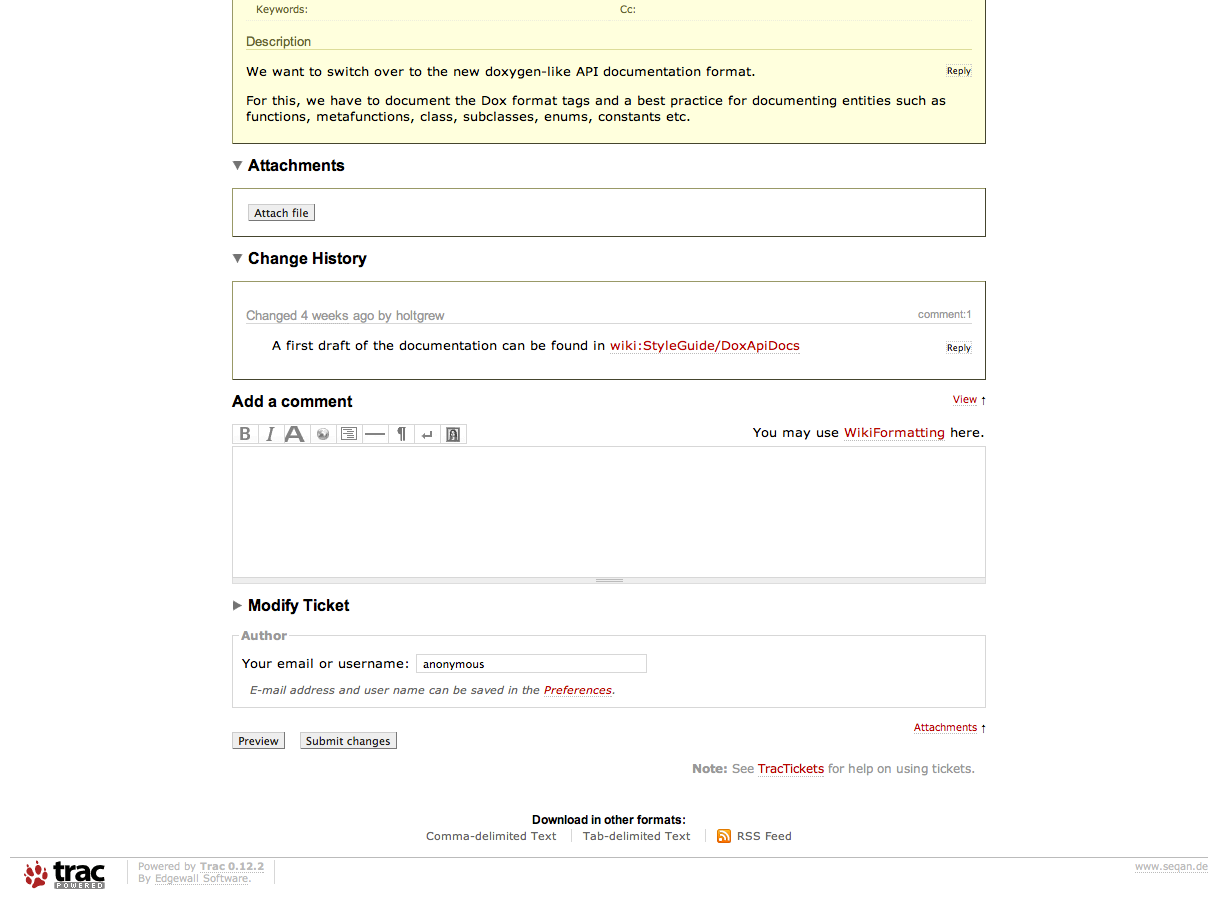 Keywords: Cc:
Description
We want to switch over to the new doxygen-like API documentation format.
Reply
For this, we have to document the Dox format tags and a best practice for documenting entities such as
functions, metafunctions, class, subclasses, enums, constants etc.
Attachments
Attach file
Change History
Changed 4 weeks ago by holtgrew comment:1
A first draft of the documentation can be found in wiki:StyleGuide/DoxApiDocs
Reply
Add a comment View ↑
B I A ¶ ↵
You may use WikiFormatting here.
Modify Ticket
Author
Your email or username: anonymous
E-mail address and user name can be saved in the Preferences.
Attachments ↑
Preview Submit changes
Note: See TracTickets for help on using tickets.
Download in other formats:
Comma-delimited Text Tab-delimited Text RSS Feed
trac
POWERED
Powered by Trac 0.12.2
By Edgewall Software.
www.seqan.de